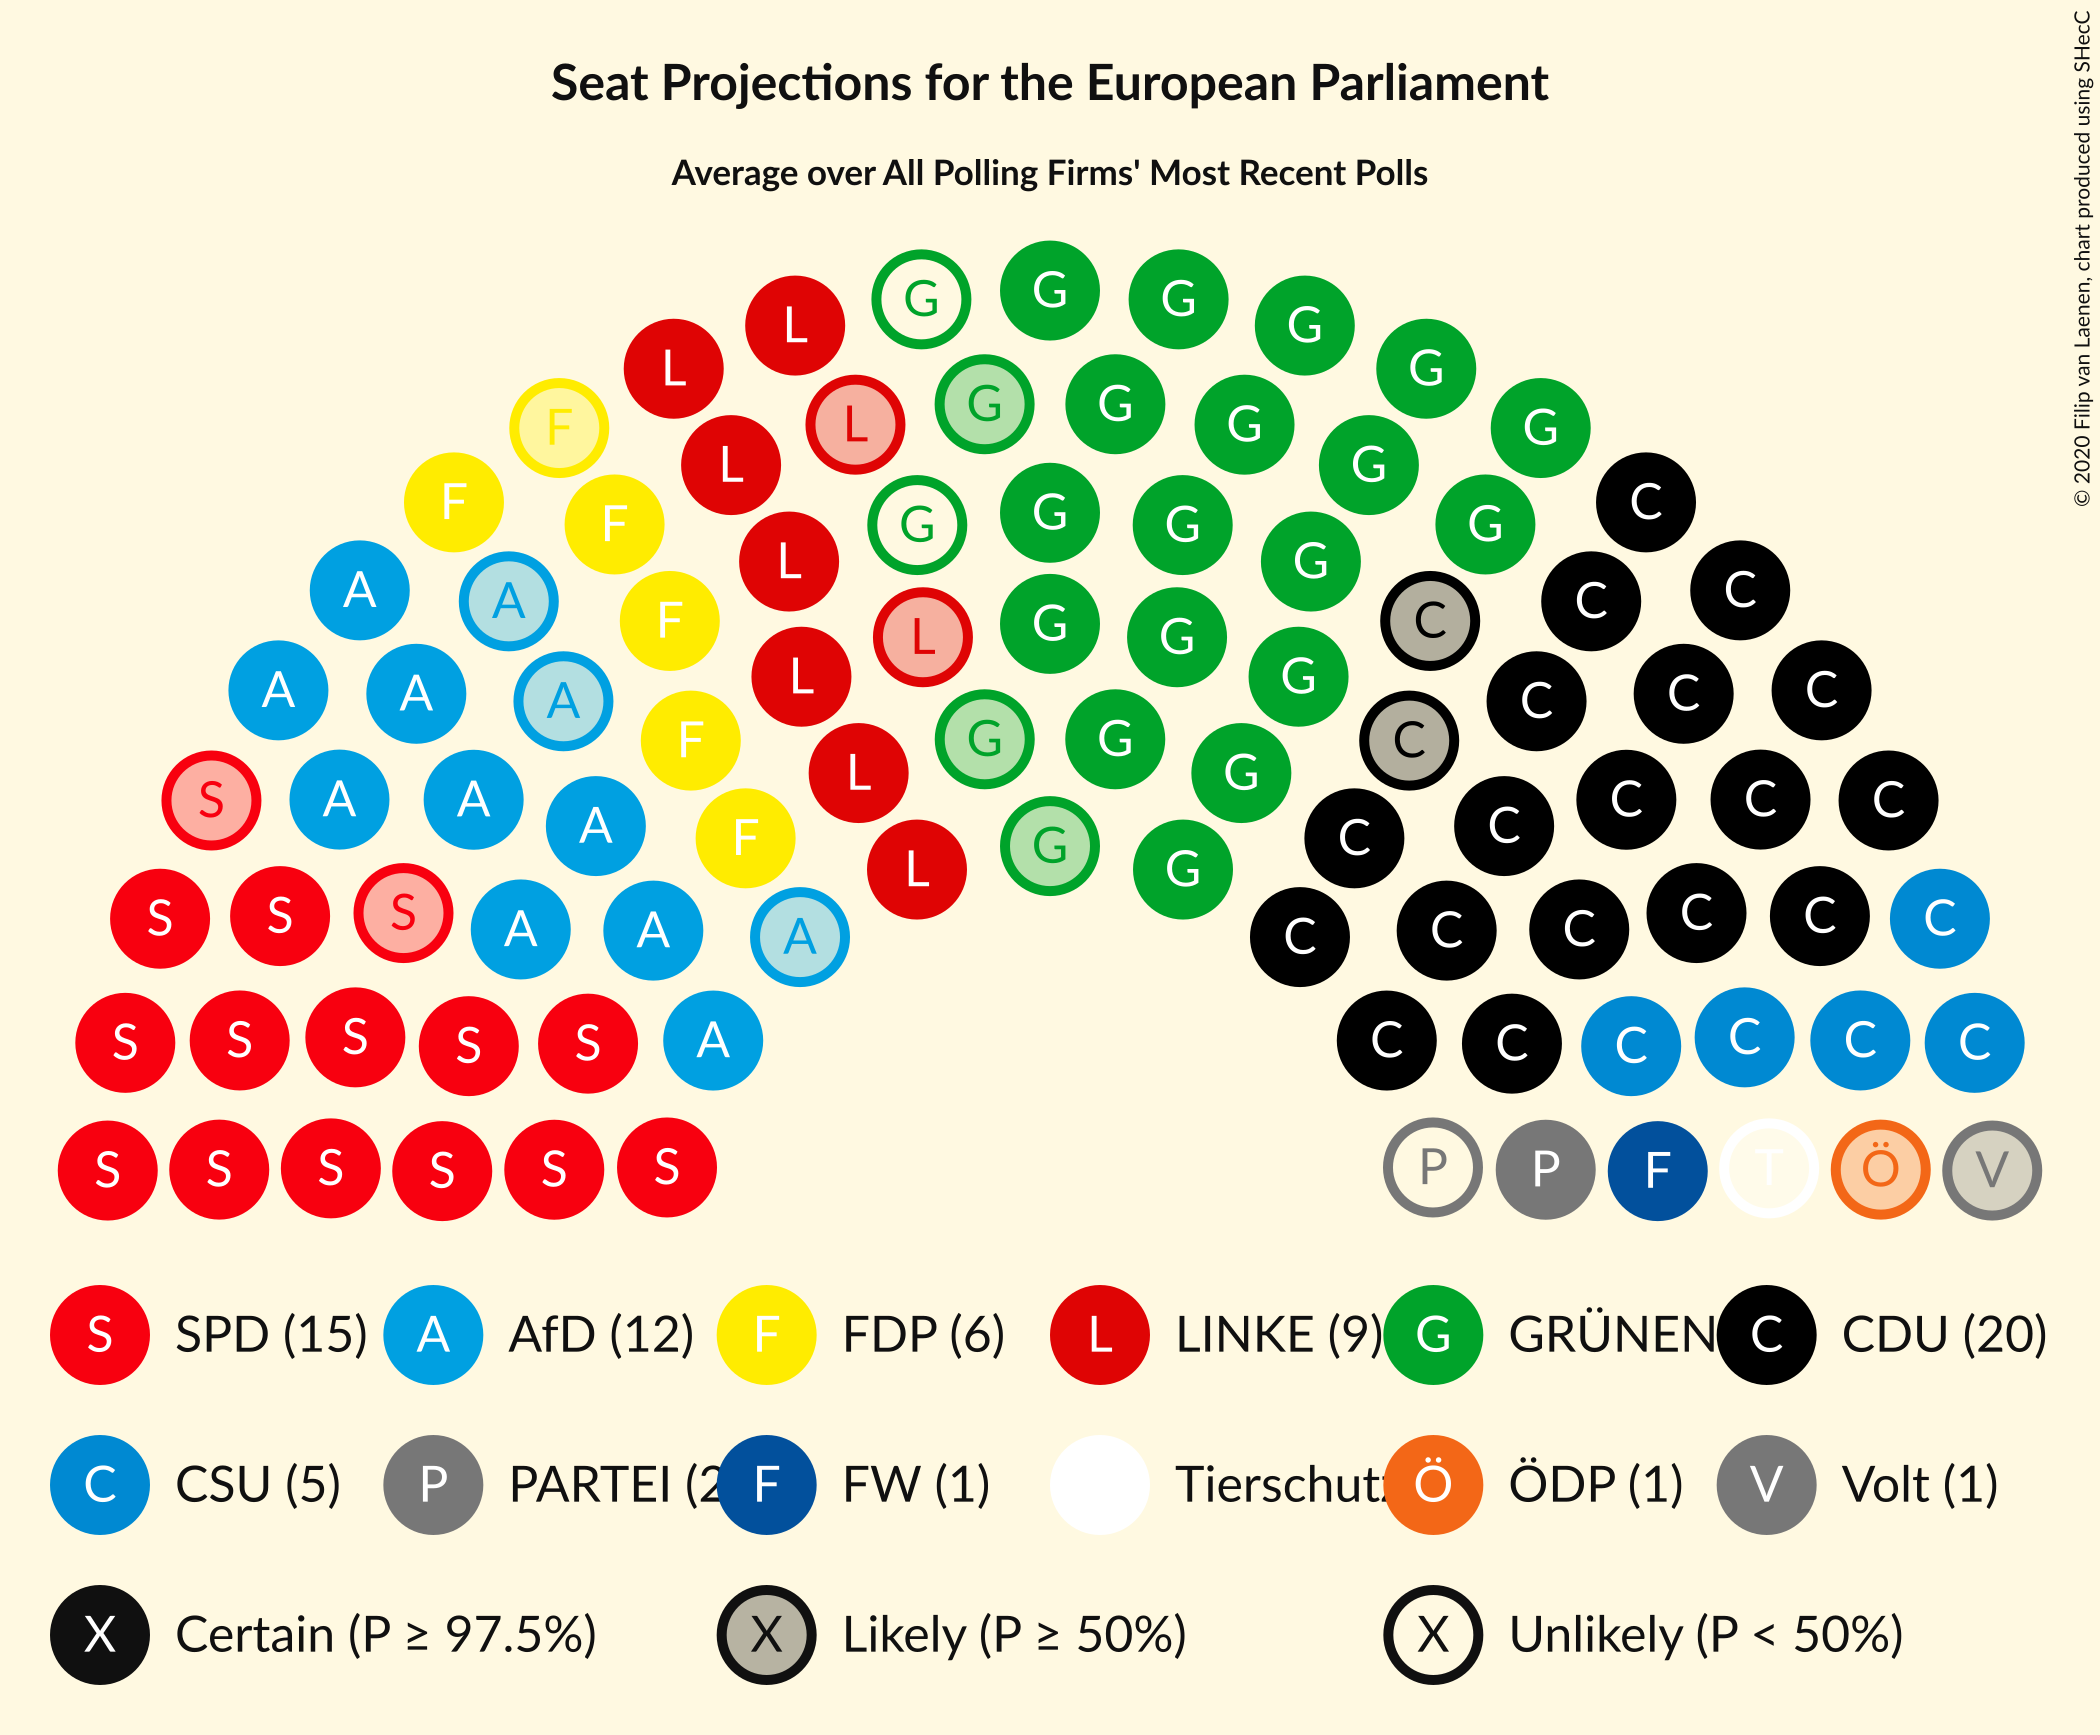 Seat Projections for the European Parliament
Average over All Polling Firms' Most Recent Polls
© 2020 Filip van Laenen, chart produced using SHecC
G G G G
L L G G
F L G G G F G
F L G G C
F L G G G G C
A A F L G G C C C
F L G G G C
A A A F L G G G C C C C
S A A A F L G C C C C C
S S S A A A L G C C C C C C C
S S S S S A C C C C C C
S S S S S S P P F T Ö V
S SPD (15) A AfD (12) F FDP (6) L LINKE (9) G GRÜNEN C CDU (20)
C CSU (5) P PARTEI (2 F FW (1) Tierschutz Ö ÖDP (1) V Volt (1)
X Certain (P ≥ 97.5%) X Likely (P ≥ 50%) X Unlikely (P < 50%)